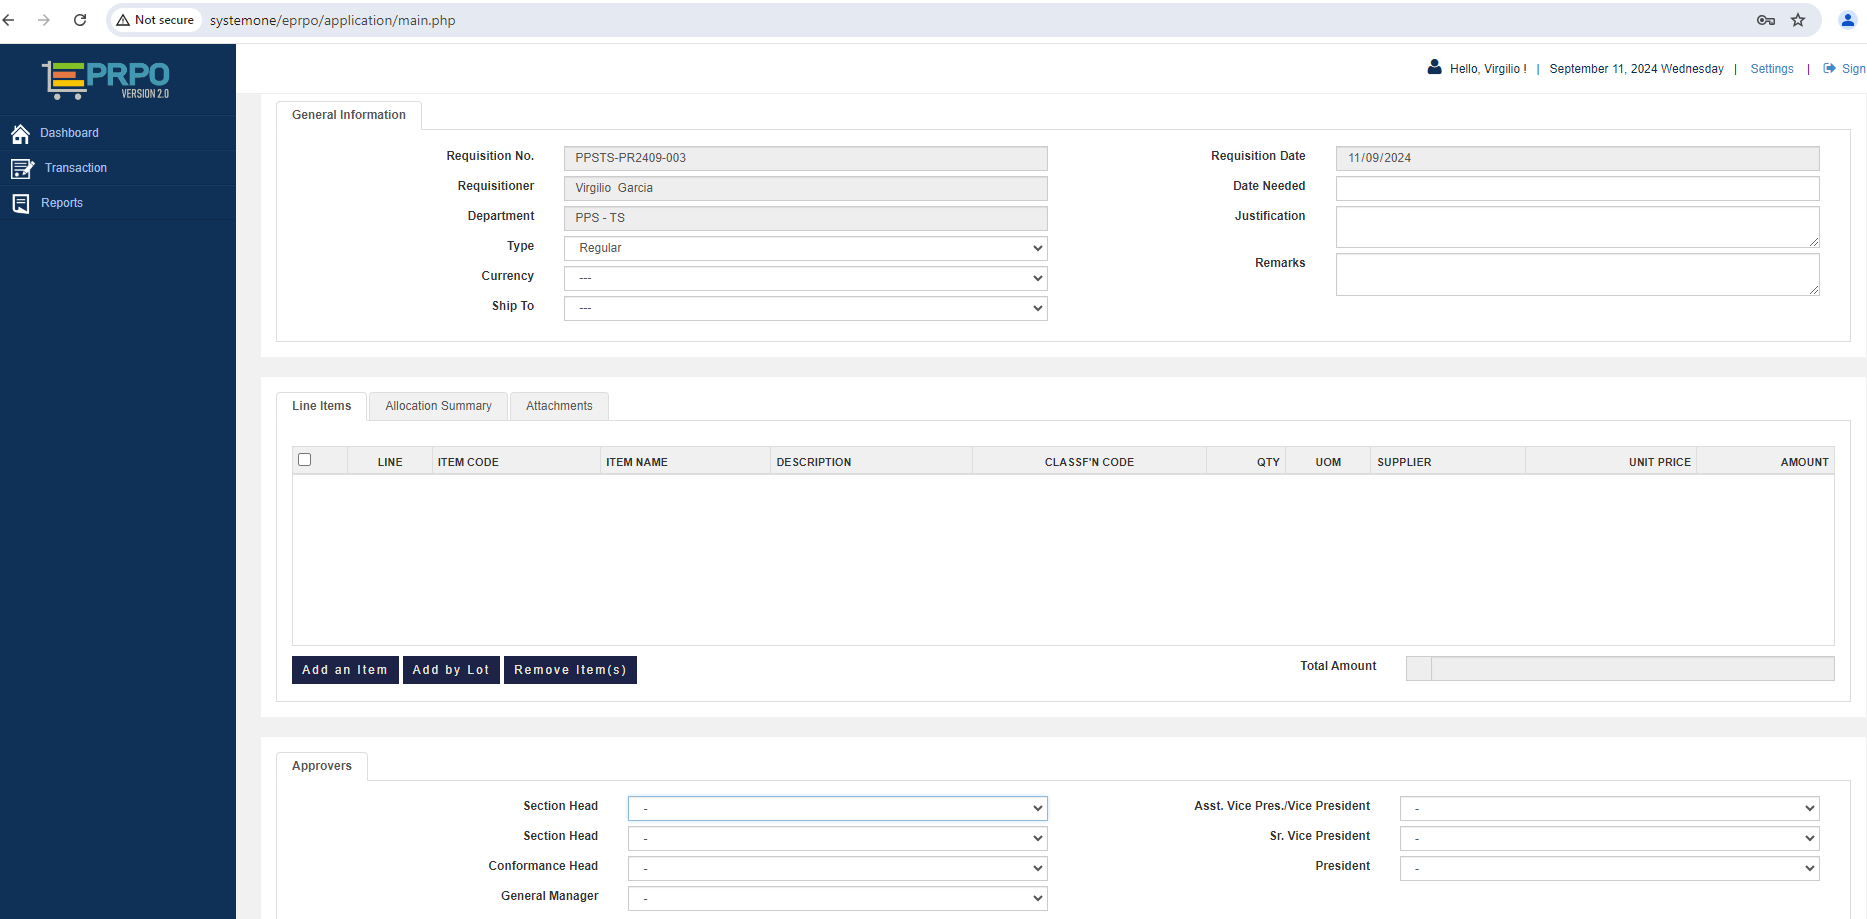 Not secure systemone/eprpo/application/main.php
EPRPO
VERSION 2.0
Hello, Virgilio ! | September 11, 2024 Wednesday | Settings | Sign
Dashboard
Transaction
Reports
General Information
Requisition No. PPSTS-PR2409-003
Requisitioner Virgilio Garcia
Department PPS - TS
Type Regular
Currency ---
Ship To ---
Requisition Date 11/09/2024
Date Needed
Justification
Remarks
Line Items Allocation Summary Attachments
LINE ITEM CODE ITEM NAME DESCRIPTION CLASSF'N CODE QTY UOM SUPPLIER UNIT PRICE AMOUNT
Add an Item Add by Lot Remove Item(s) Total Amount
Approvers
Section Head -
Section Head -
Conformance Head -
General Manager -
Asst. Vice Pres./Vice President -
Sr. Vice President -
President -